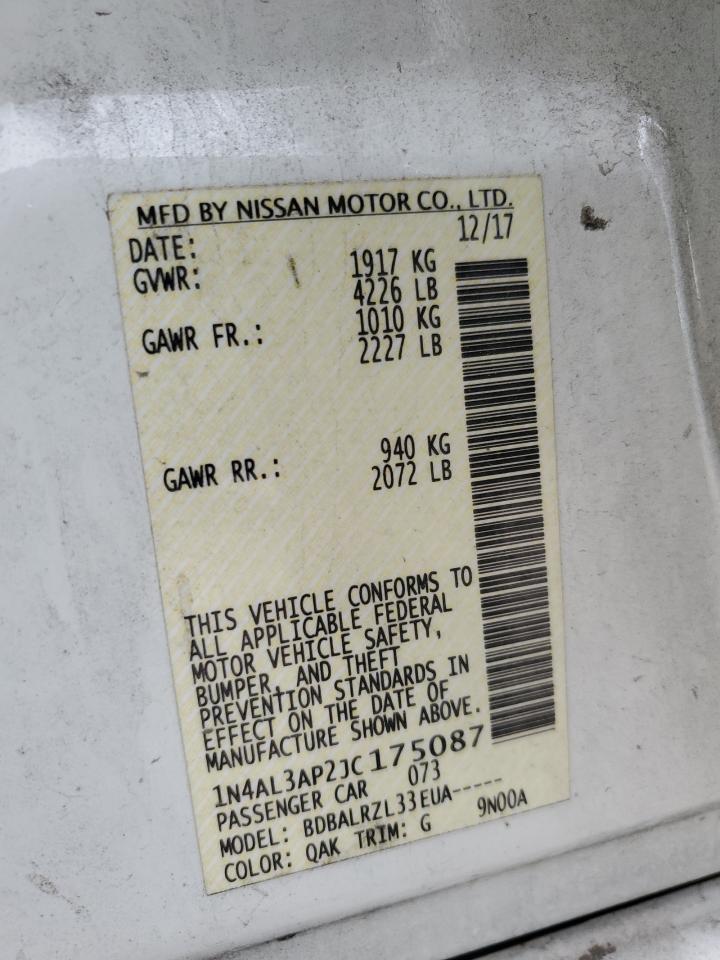 MFD BY NISSAN MOTOR CO., LTD.
DATE: 12/17
GVWR: 1917 KG
4226 LB
GAWR FR.: 1010 KG
2227 LB
GAWR RR.: 940 KG
2072 LB
THIS VEHICLE CONFORMS TO
ALL APPLICABLE FEDERAL
MOTOR VEHICLE SAFETY,
BUMPER, AND THEFT
PREVENTION STANDARDS IN
EFFECT ON THE DATE OF
MANUFACTURE SHOWN ABOVE.
1N4AL3AP2JC175087
PASSENGER CAR 073
MODEL: BDBALRZL33EUA-----
COLOR: QAK TRIM: G 9N00A